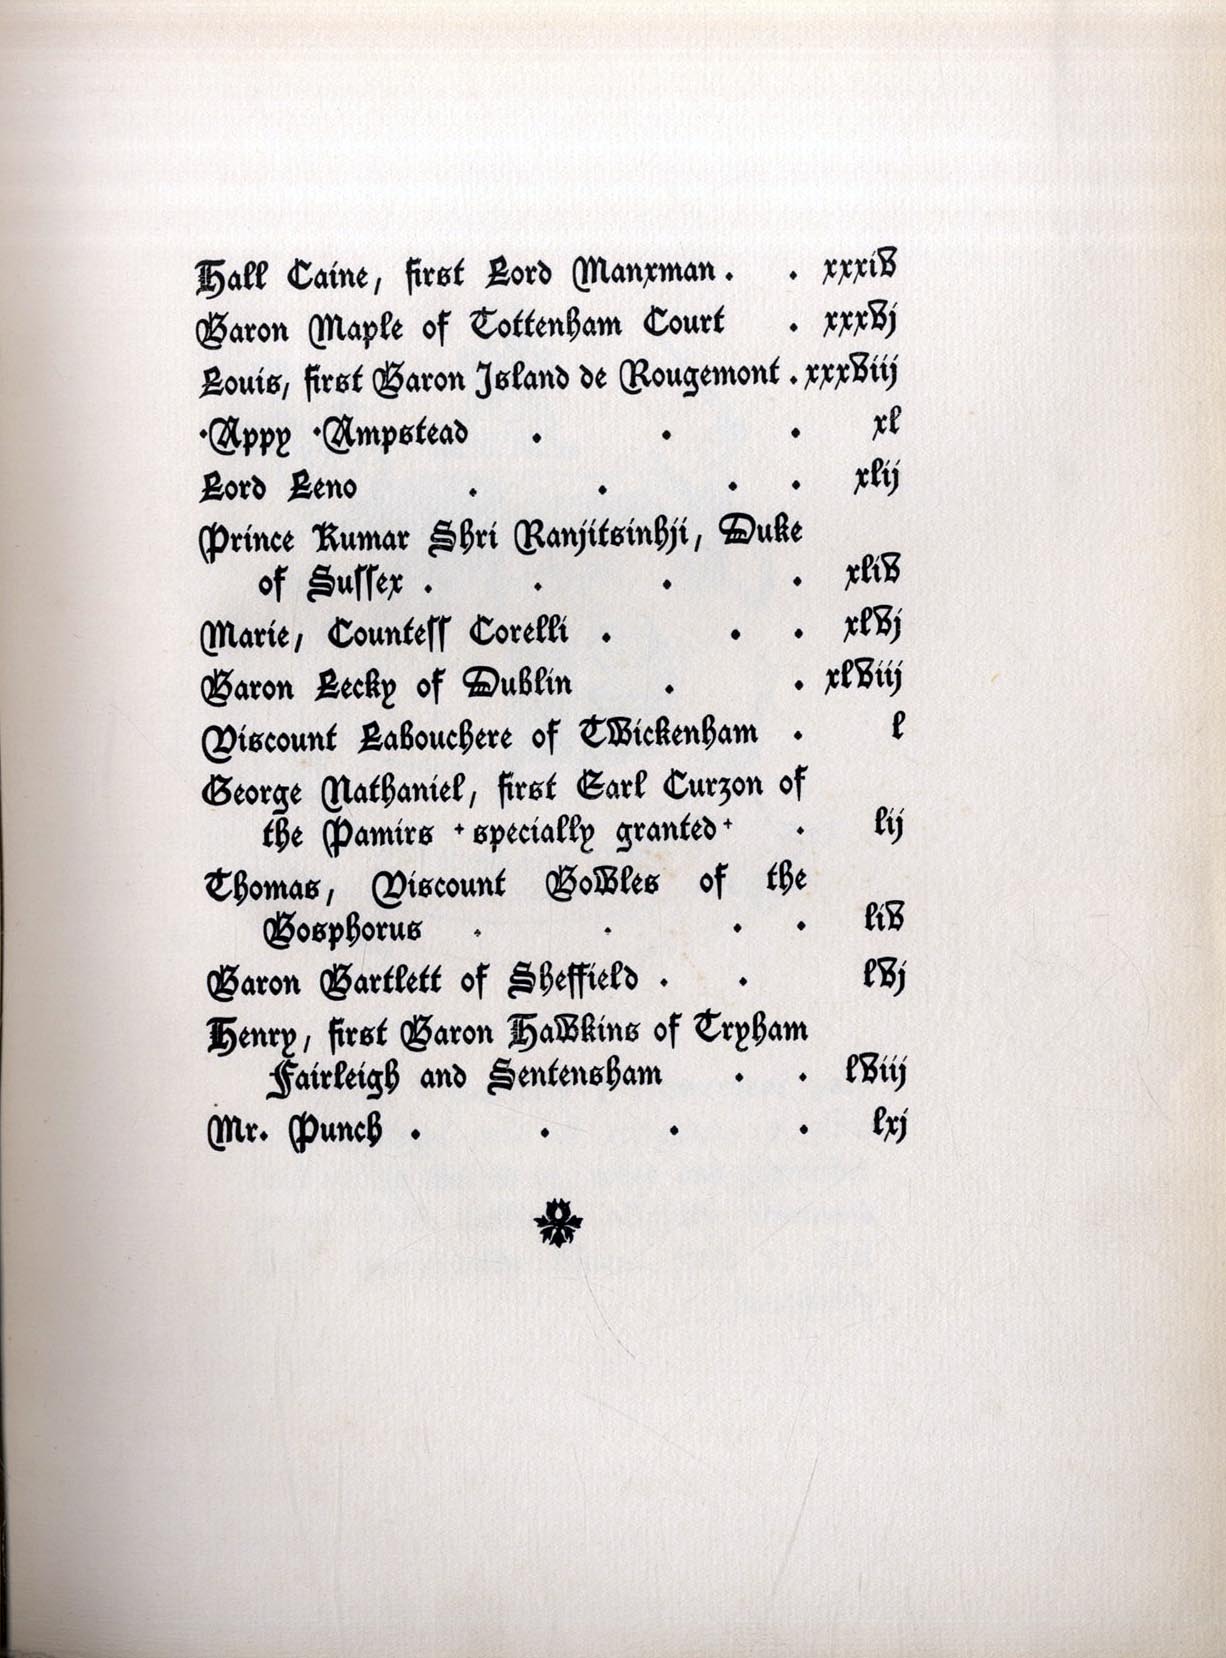 Hall Caine, first Lord Manxman . . xxxiv
Baron Maple of Tottenham Court . xxxvj
Louis, first Baron Island de Rougemont . xxxviij
·Appy ·Ampstead . . . xl
Lord Leno . . . . xlij
Prince Kumar Shri Ranjitsinhji, Duke
of Sussex . . . . xliv
Marie, Countess Corelli . . . xlvj
Baron Lecky of Dublin . . xlviij
Viscount Labouchere of Twickenham . l
George Nathaniel, first Earl Curzon of
the Pamirs +specially granted+ . lij
Thomas, Viscount Bowles of the
Bosphorus . . . . liv
Baron Bartlett of Sheffield . . lvj
Henry, first Baron Hawkins of Tryham
Fairleigh and Sentensham . . lviij
Mr. Punch . . . . lxj